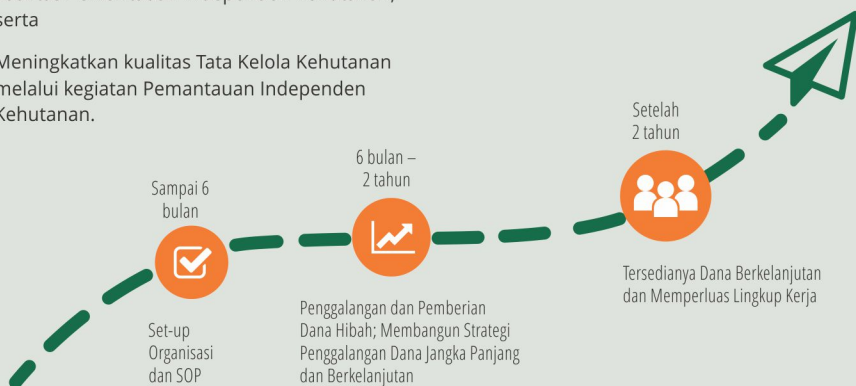 serta
Meningkatkan kualitas Tata Kelola Kehutanan
melalui kegiatan Pemantauan Independen
Kehutanan.
Sampai 6
bulan
Set-up
Organisasi
dan SOP
6 bulan –
2 tahun
Penggalangan dan Pemberian
Dana Hibah; Membangun Strategi
Penggalangan Dana Jangka Panjang
dan Berkelanjutan
Setelah
2 tahun
Tersedianya Dana Berkelanjutan
dan Memperluas Lingkup Kerja